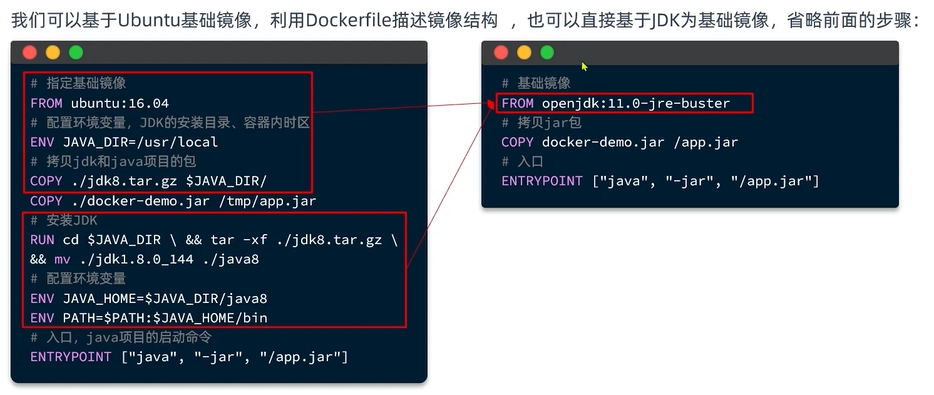 我们可以基于Ubuntu基础镜像，利用Dockerfile描述镜像结构 ，也可以直接基于JDK为基础镜像，省略前面的步骤：
# 指定基础镜像
FROM ubuntu:16.04
# 配置环境变量，JDK的安装目录、容器内时区
ENV JAVA_DIR=/usr/local
# 拷贝jdk和java项目的包
COPY ./jdk8.tar.gz $JAVA_DIR/
COPY ./docker-demo.jar /tmp/app.jar
# 安装JDK
RUN cd $JAVA_DIR \ && tar -xf ./jdk8.tar.gz \
&& mv ./jdk1.8.0_144 ./java8
# 配置环境变量
ENV JAVA_HOME=$JAVA_DIR/java8
ENV PATH=$PATH:$JAVA_HOME/bin
# 入口，java项目的启动命令
ENTRYPOINT ["java", "-jar", "/app.jar"]
# 基础镜像
FROM openjdk:11.0-jre-buster
# 拷贝jar包
COPY docker-demo.jar /app.jar
# 入口
ENTRYPOINT ["java", "-jar", "/app.jar"]